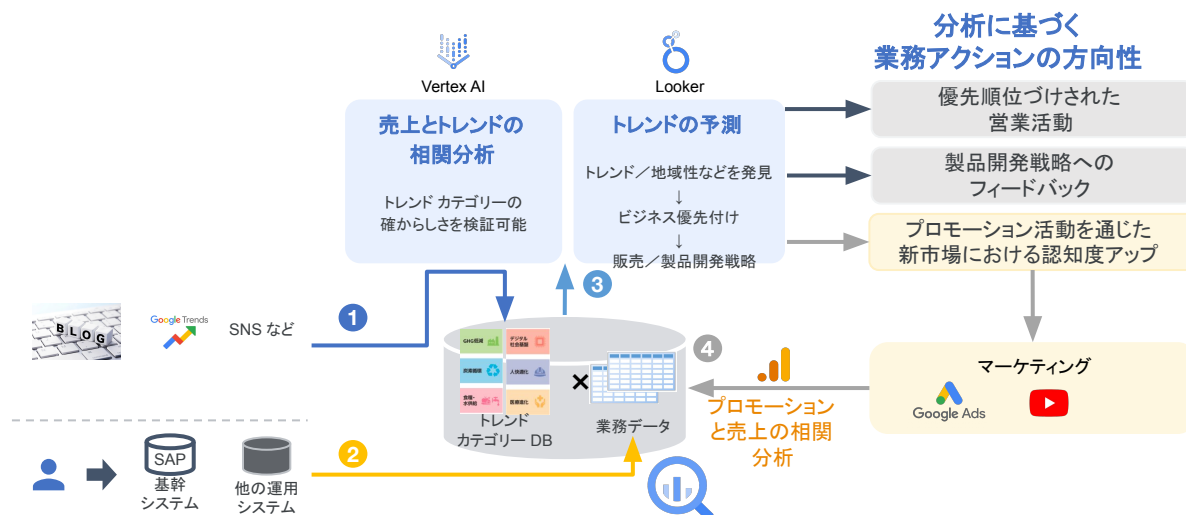 Vertex AI
売上とトレンドの
相関分析
トレンド カテゴリーの
確からしさを検証可能
Looker
トレンドの予測
トレンド／地域性などを発見
↓
ビジネス優先付け
↓
販売／製品開発戦略
分析に基づく
業務アクションの方向性
優先順位づけされた
営業活動
製品開発戦略への
フィードバック
プロモーション活動を通じた
新市場における認知度アップ
BLOG
Google Trends
SNS など
1
3
4
GHG低減
デジタル
社会基盤
炭素循環
人快適化
食糧・
水供給
医療進化
×
トレンド
カテゴリー DB
業務データ
プロモーション
と売上の相関
分析
マーケティング
Google Ads
2
SAP
基幹
システム
他の運用
システム